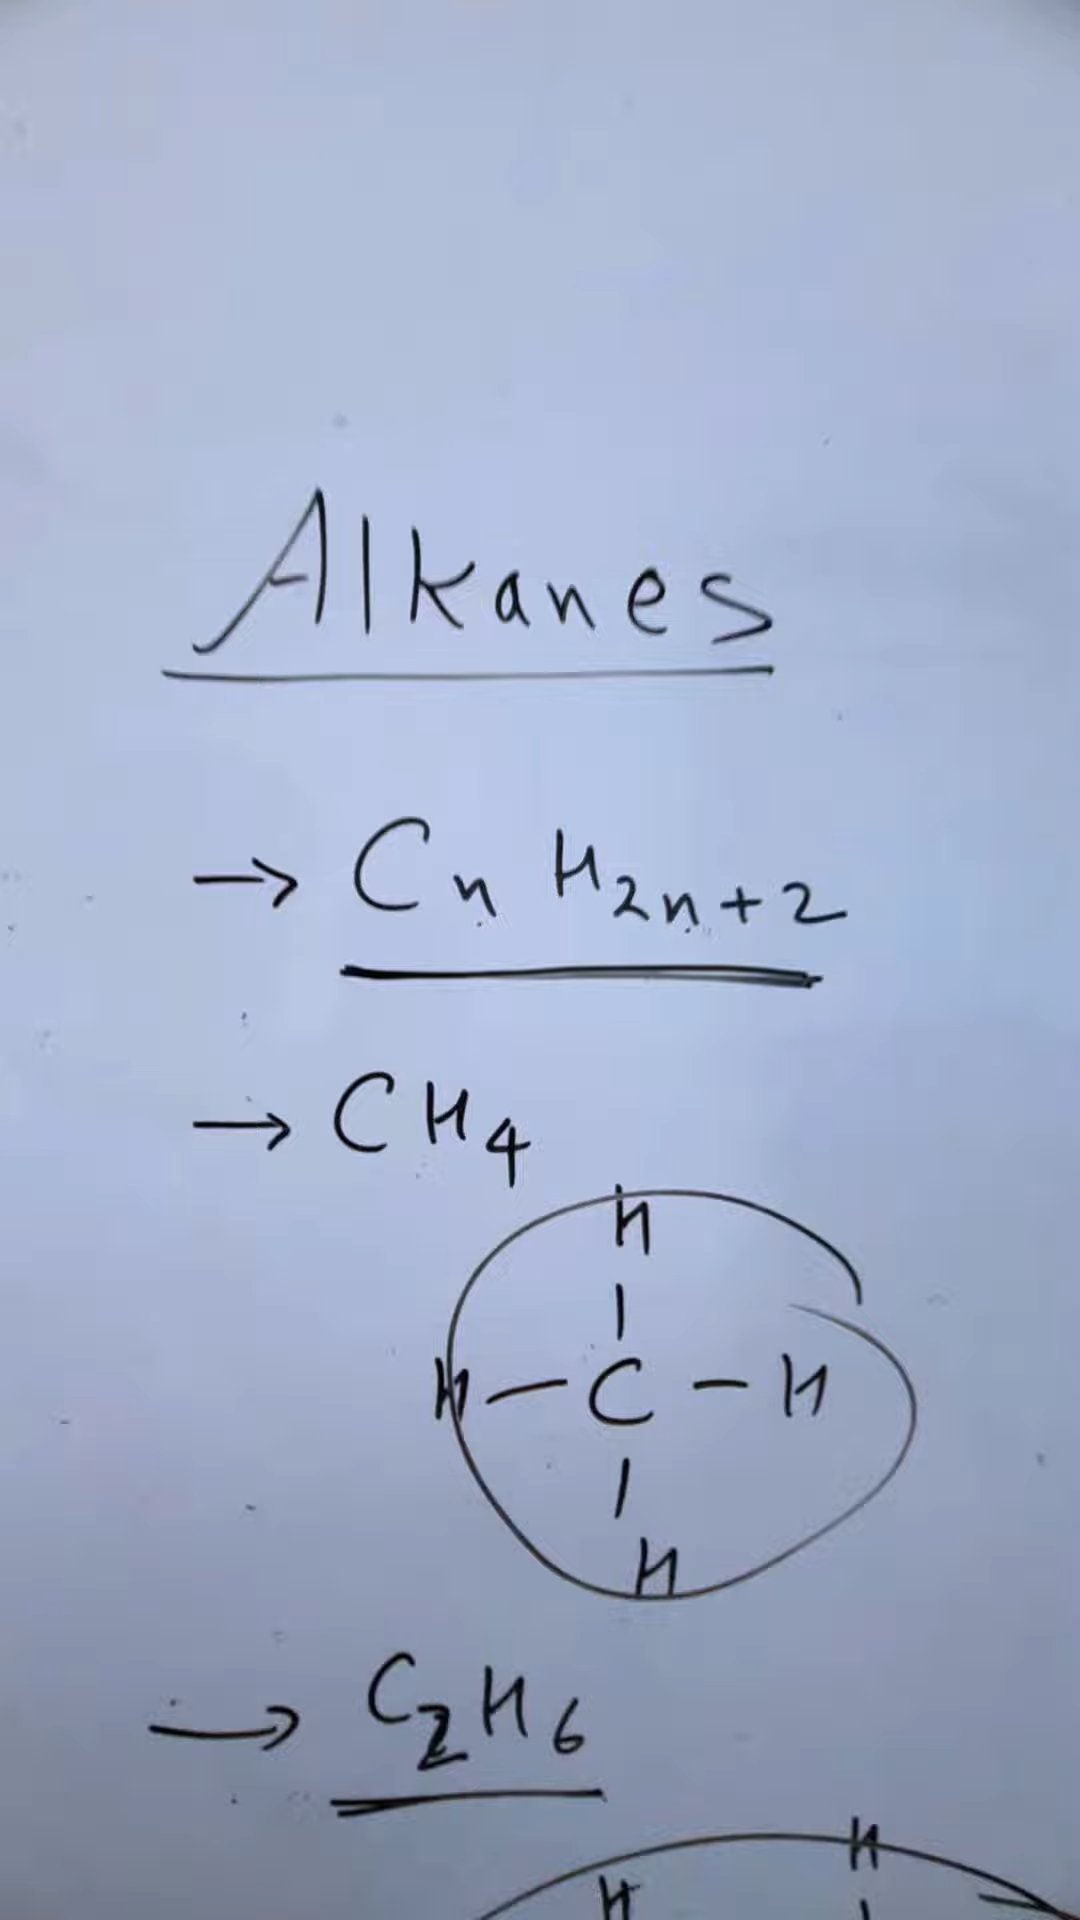 Alkanes
→ CnH2n+2
→ CH4
H
|
H — C — H
|
H
→ C2H6
H
H